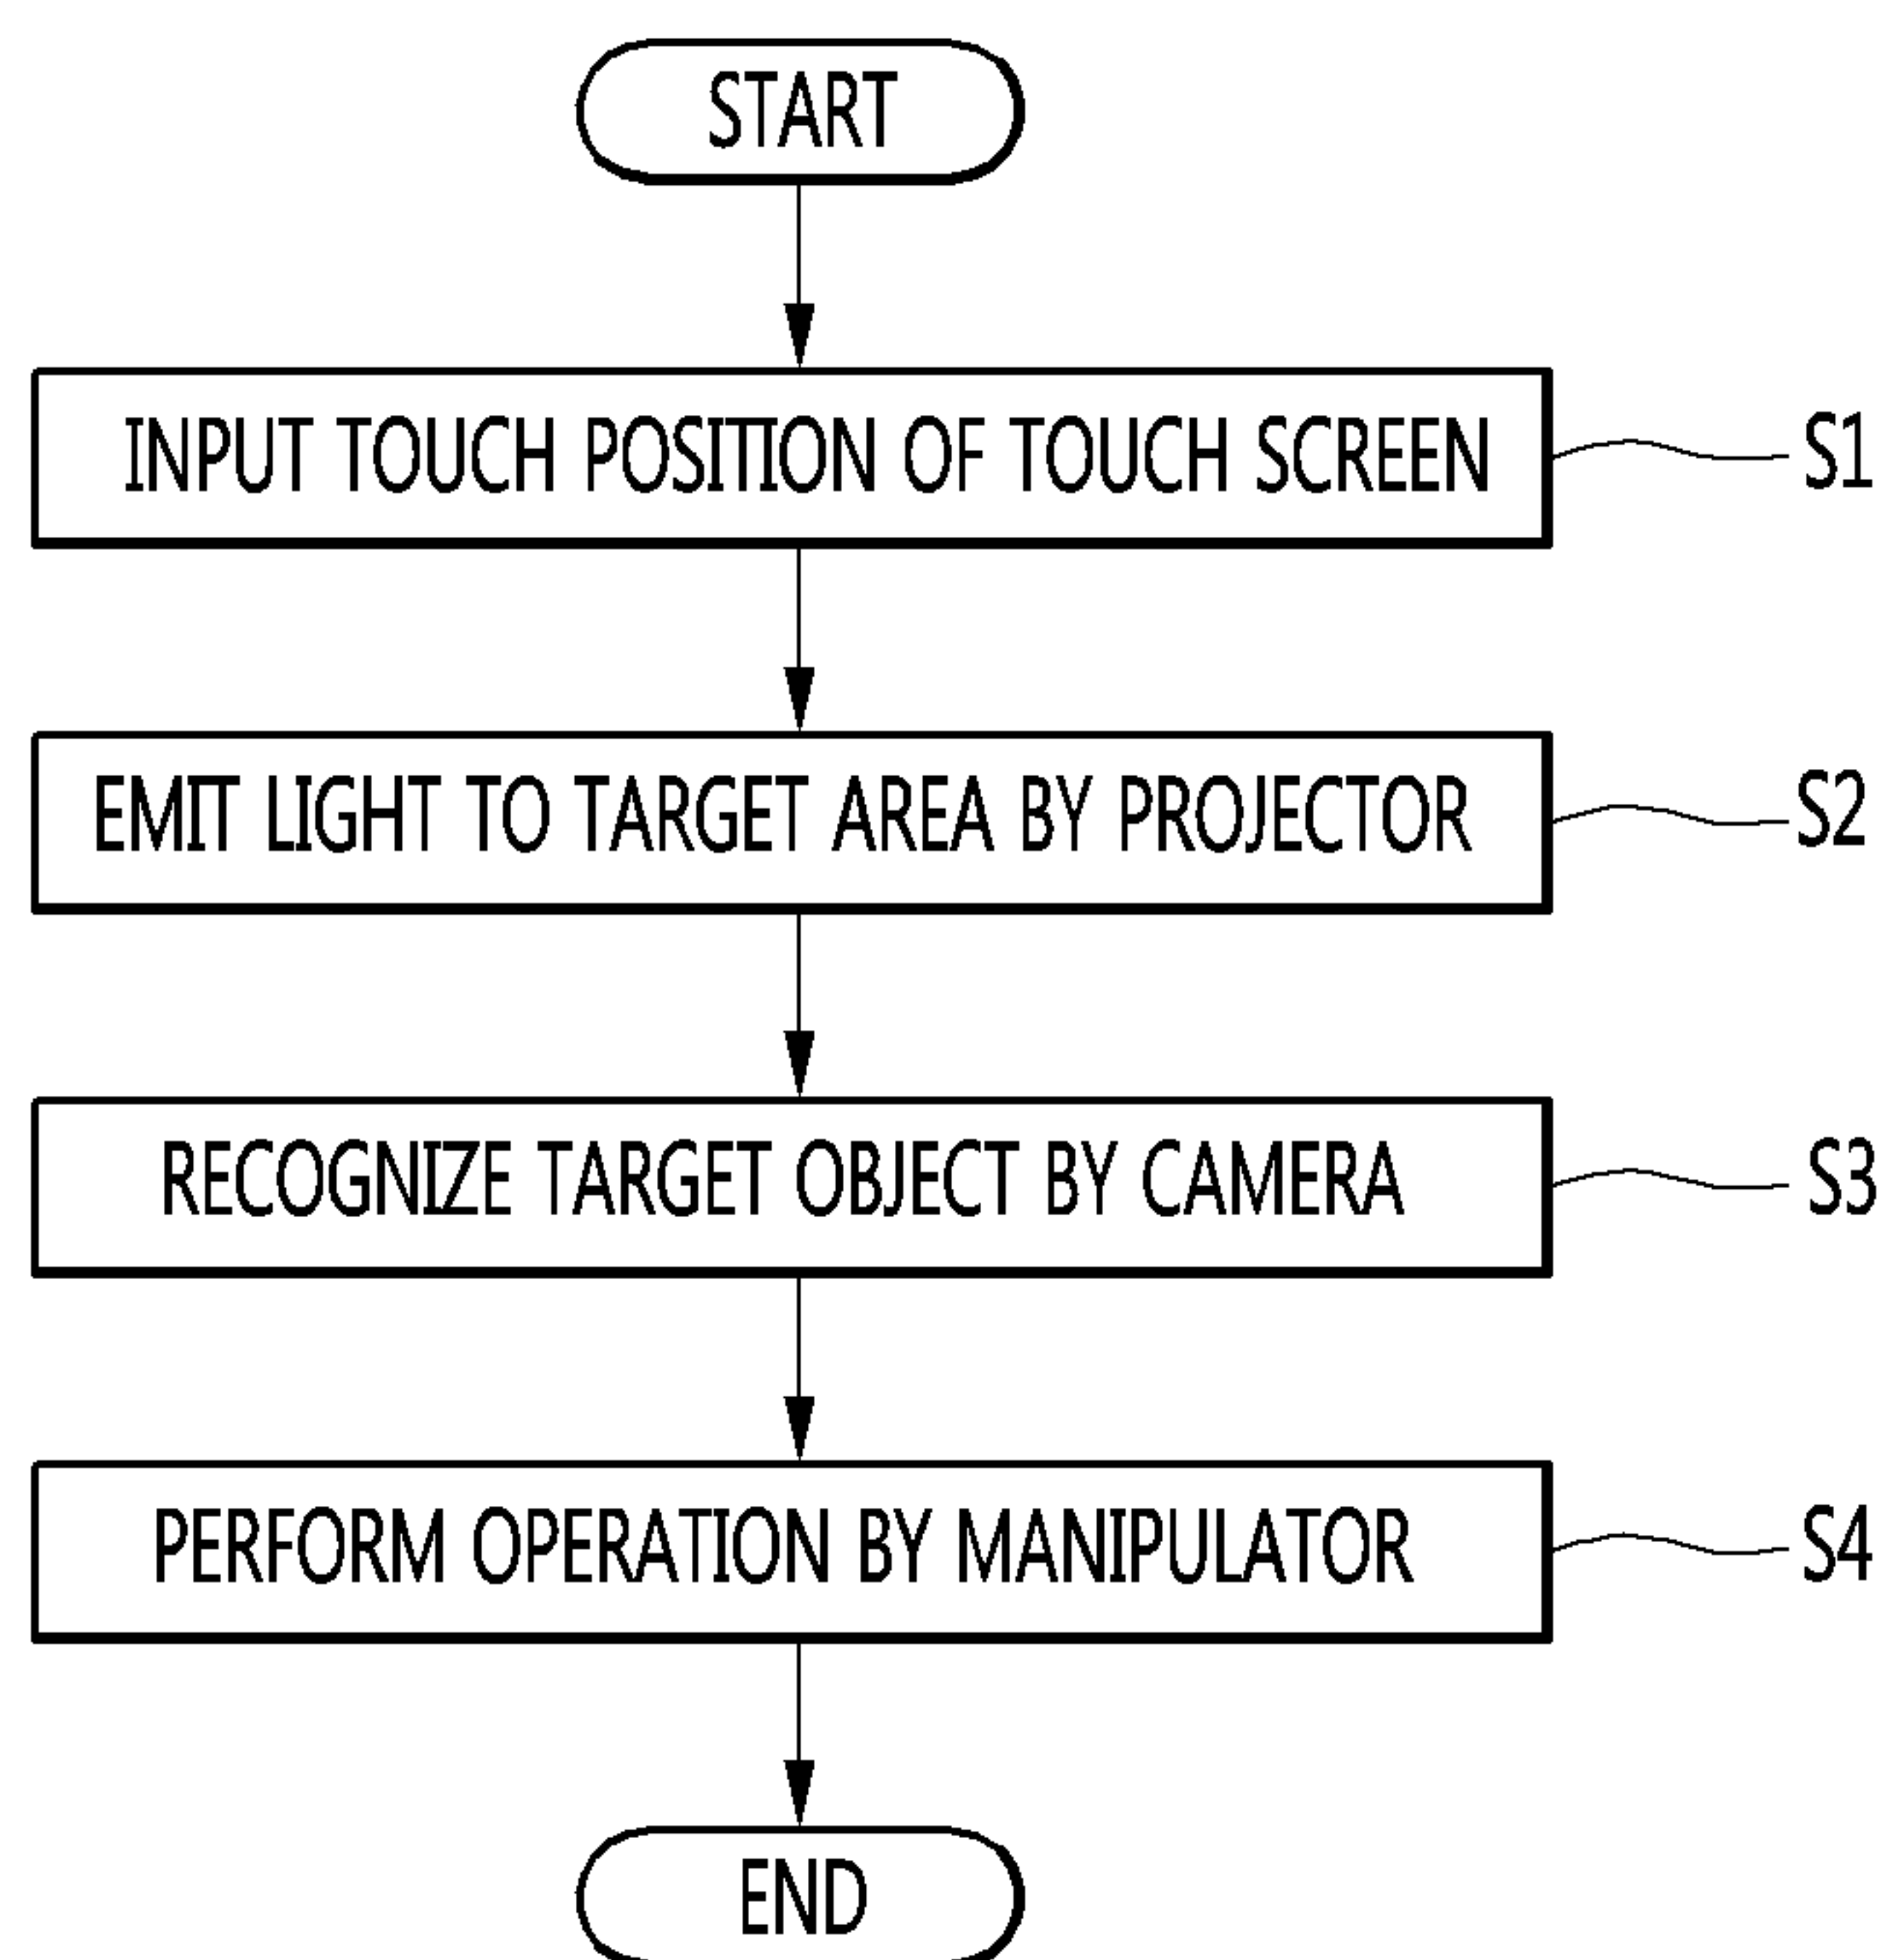 START
INPUT TOUCH POSITION OF TOUCH SCREEN S1
EMIT LIGHT TO TARGET AREA BY PROJECTOR S2
RECOGNIZE TARGET OBJECT BY CAMERA S3
PERFORM OPERATION BY MANIPULATOR S4
END